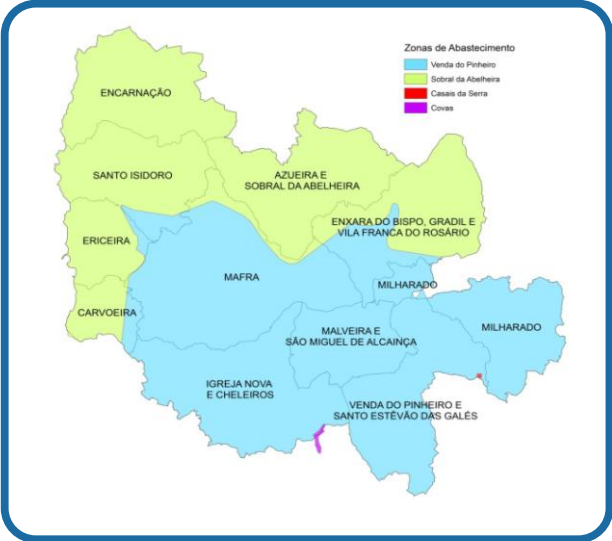 Zonas de Abastecimento
Venda do Pinheiro
Sobral da Abelheira
Casais da Serra
Covas
ENCARNAÇÃO
SANTO ISIDORO
AZUEIRA E
SOBRAL DA ABELHEIRA
ENXARA DO BISPO, GRADIL E
VILA FRANCA DO ROSÁRIO
ERICEIRA
MAFRA
MILHARADO
CARVOEIRA
MALVEIRA E
SÃO MIGUEL DE ALCAINÇA
MILHARADO
IGREJA NOVA
E CHELEIROS
VENDA DO PINHEIRO E
SANTO ESTÊVÃO DAS GALÉS